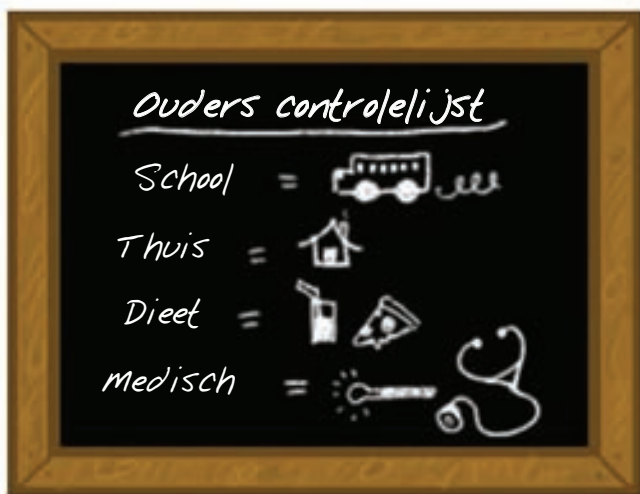 Ouders controlelijst
School =
Thuis =
Dieet =
medisch =